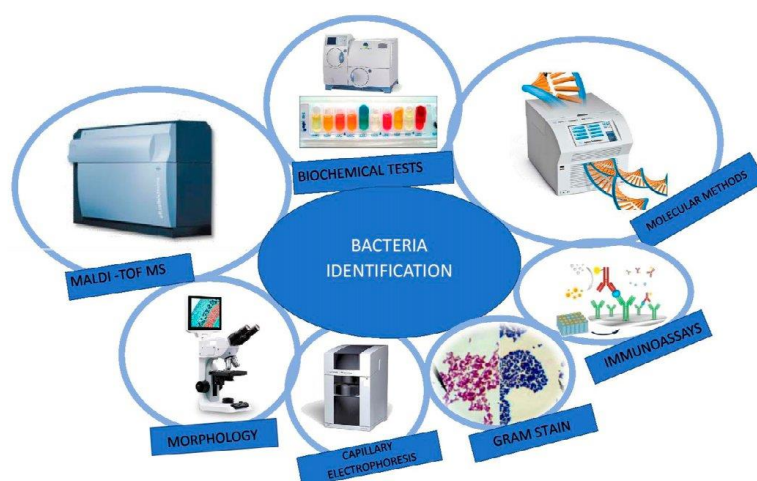 BIOCHEMICAL TESTS
MOLECULAR METHODS
MALDI -TOF MS
BACTERIA
IDENTIFICATION
IMMUNOASSAYS
MORPHOLOGY
CAPILLARY
ELECTROPHORESIS
GRAM STAIN